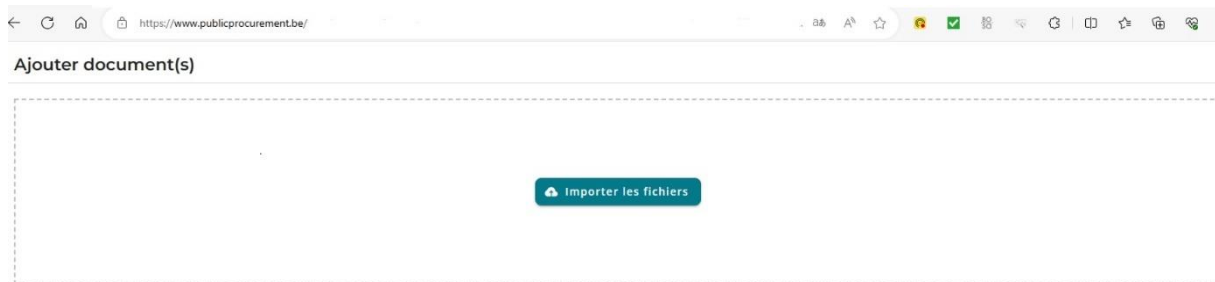 https://www.publicprocurement.be/
Ajouter document(s)
Importer les fichiers